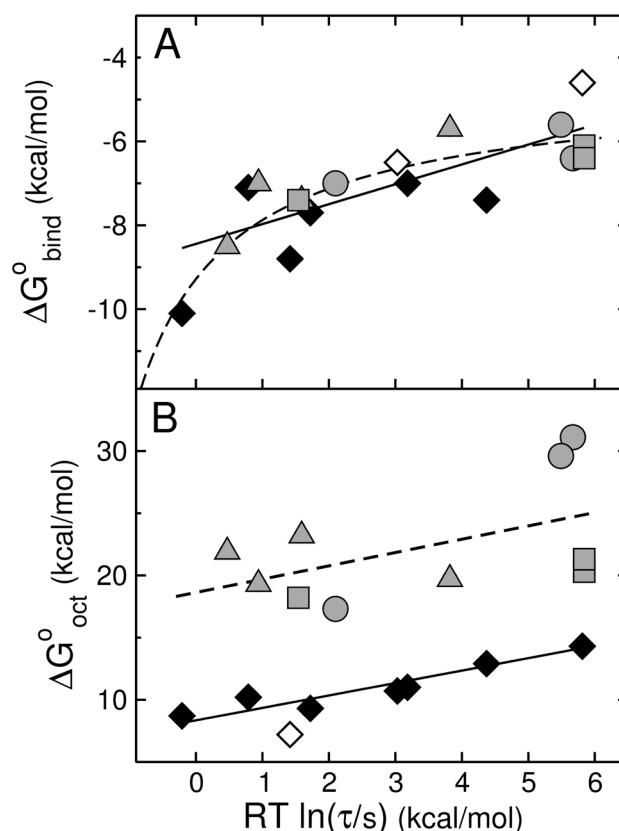 A
-4
-6
-8
-10
ΔG°bind (kcal/mol)
B
30
20
10
ΔG°oct (kcal/mol)
0 1 2 3 4 5 6
RT ln(τ/s) (kcal/mol)